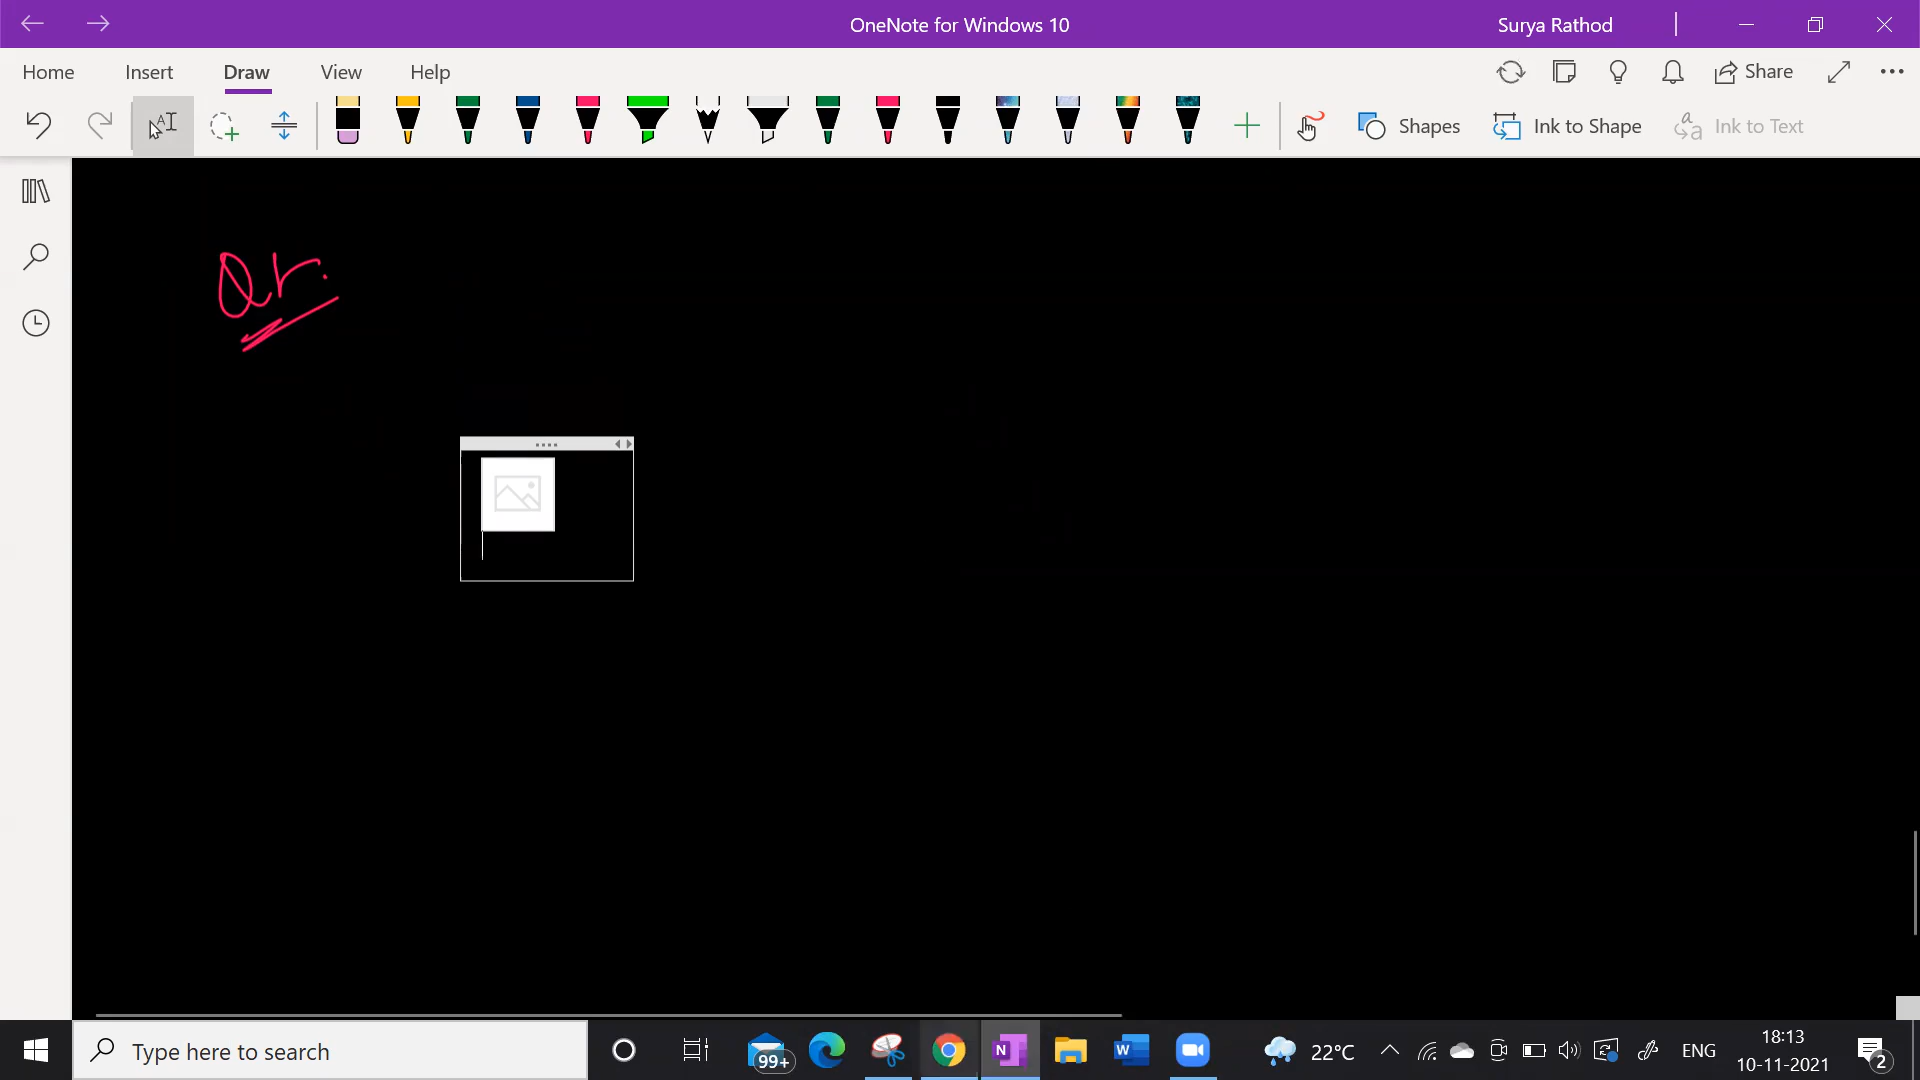 OneNote for Windows 10
Surya Rathod
Home Insert Draw View Help
Share
Shapes
Ink to Shape
Ink to Text
Qr.
Type here to search
99+
22°C
ENG
18:13
10-11-2021
2